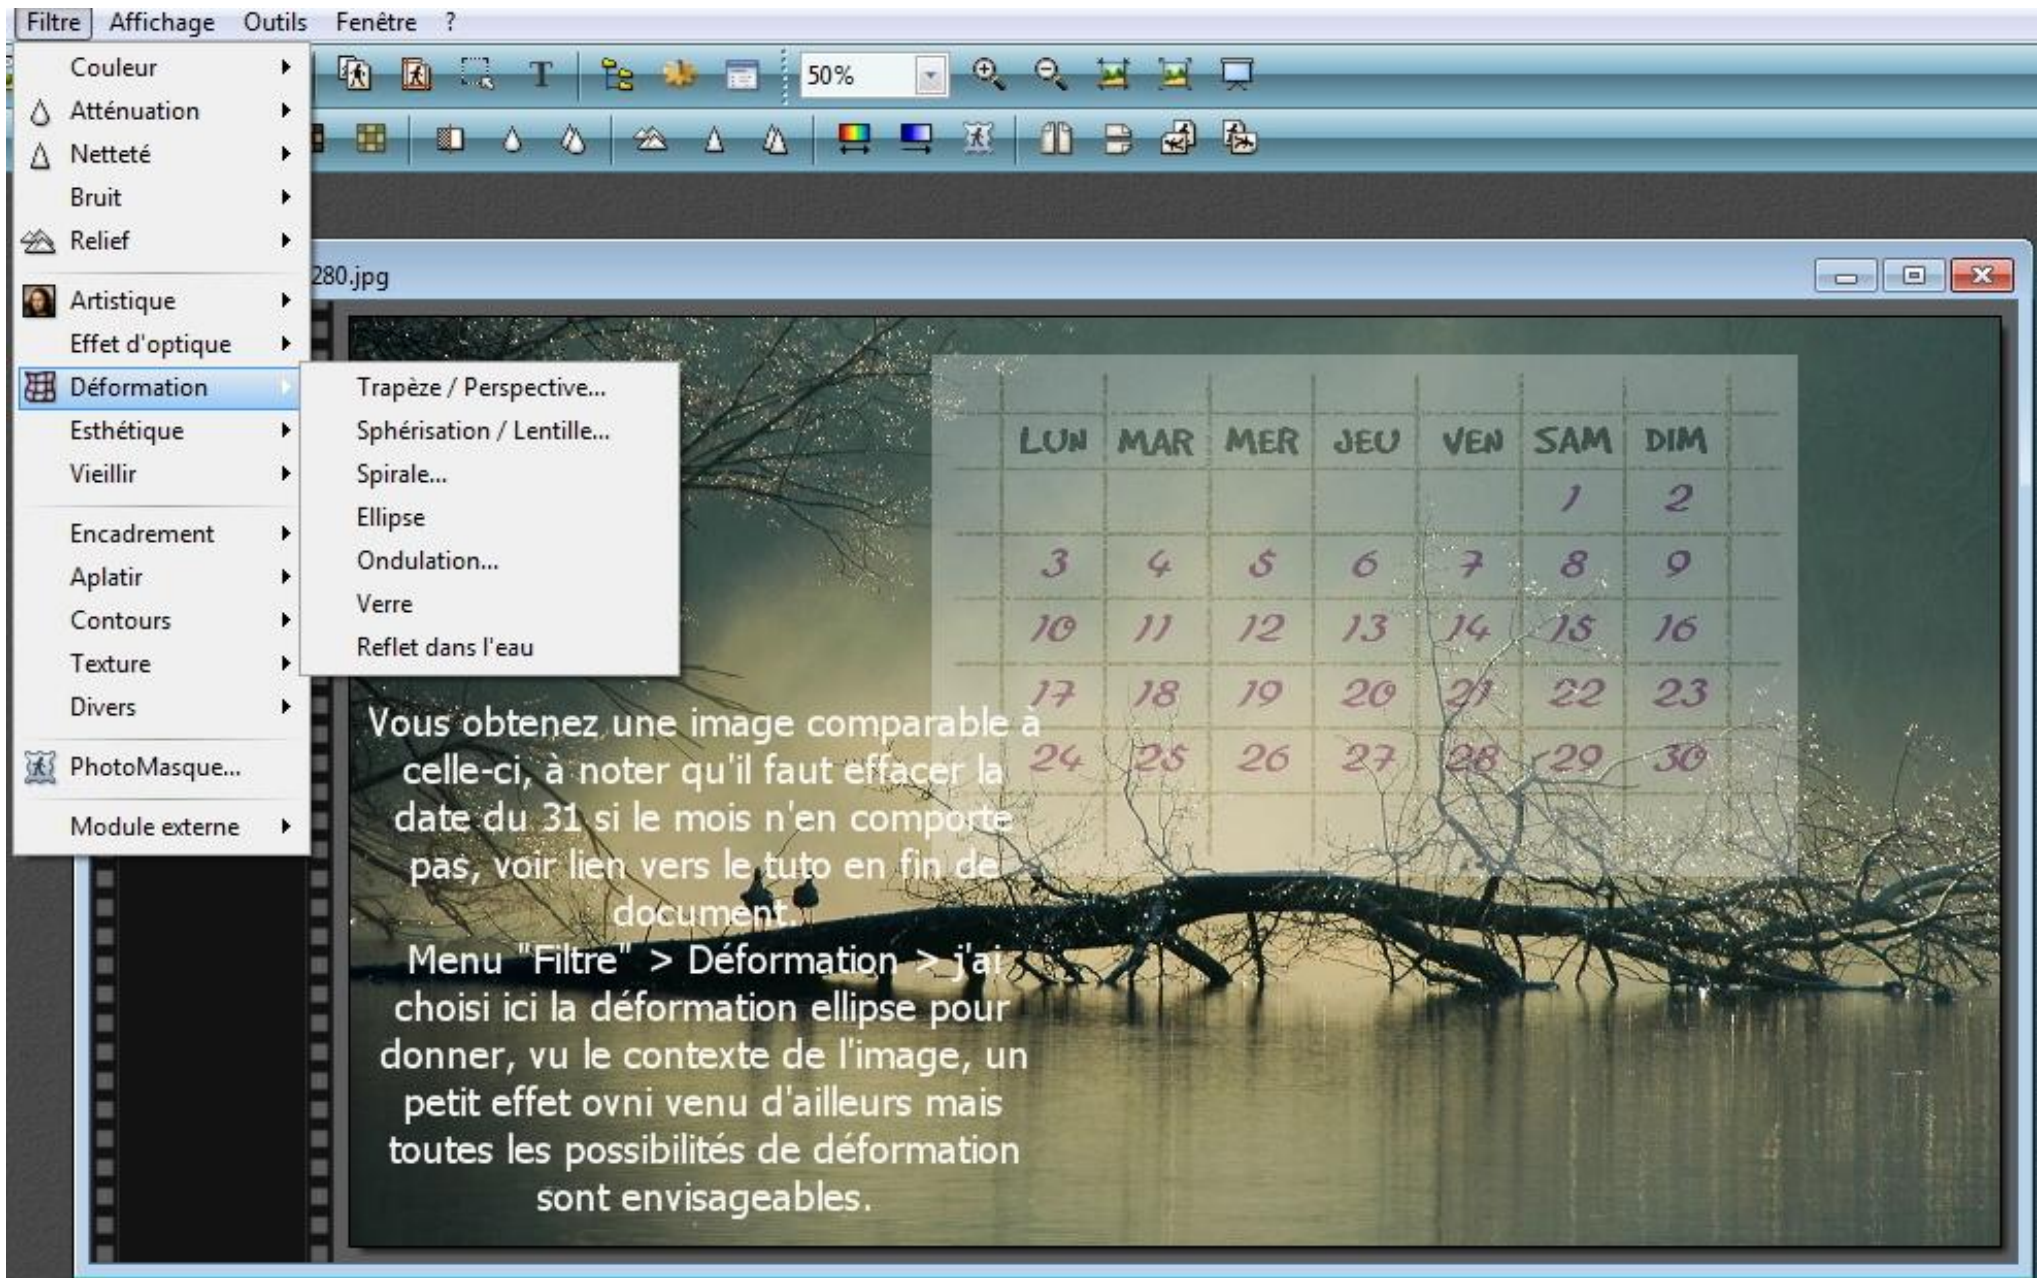 Filtre Affichage Outils Fenêtre ?
50%
Couleur
Atténuation
Netteté
Bruit
Relief
Artistique
Effet d'optique
Déformation
Esthétique
Vieillir
Encadrement
Aplatir
Contours
Texture
Divers
PhotoMasque...
Module externe
Trapèze / Perspective...
Sphérisation / Lentille...
Spirale...
Ellipse
Ondulation...
Verre
Reflet dans l'eau
280.jpg
LUN MAR MER JEU VEN SAM DIM
1 2
3 4 5 6 7 8 9
10 11 12 13 14 15 16
17 18 19 20 21 22 23
24 25 26 27 28 29 30
Vous obtenez une image comparable à
celle-ci, à noter qu'il faut effacer la
date du 31 si le mois n'en comporte
pas, voir lien vers le tuto en fin de
document.
Menu "Filtre" > Déformation > j'ai
choisi ici la déformation ellipse pour
donner, vu le contexte de l'image, un
petit effet ovni venu d'ailleurs mais
toutes les possibilités de déformation
sont envisageables.